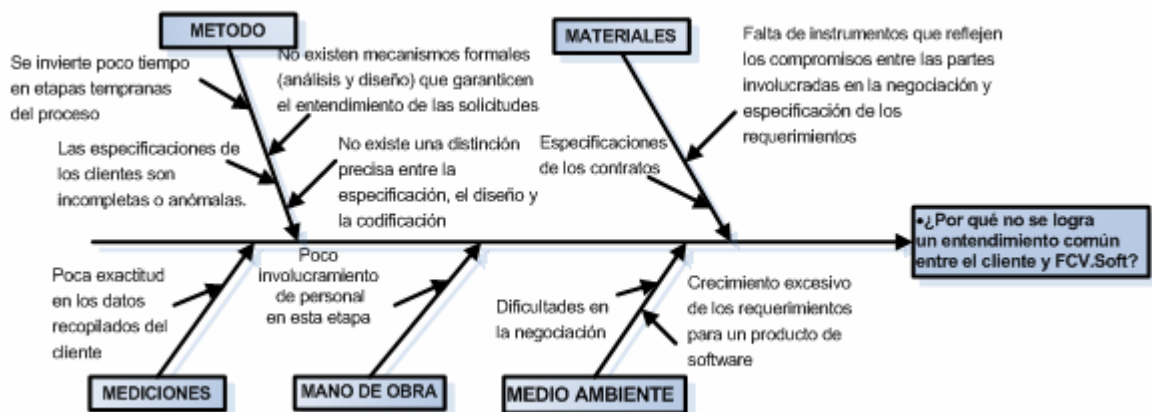 METODO
Se invierte poco tiempo
en etapas tempranas
del proceso
No existen mecanismos formales
(análisis y diseño) que garanticen
el entendimiento de las solicitudes
Las especificaciones de
los clientes son
incompletas o anómalas.
No existe una distinción
precisa entre la
especificación, el diseño y
la codificación
MATERIALES
Falta de instrumentos que reflejen
los compromisos entre las partes
involucradas en la negociación y
especificación de los
requerimientos
Especificaciones
de los contratos
•¿Por qué no se logra
un entendimiento común
entre el cliente y FCV.Soft?
Poca exactitud
en los datos
recopilados del
cliente
MEDICIONES
Poco
involucramiento
de personal
en esta etapa
MANO DE OBRA
Dificultades en
la negociación
Crecimiento excesivo
de los requerimientos
para un producto de
software
MEDIO AMBIENTE